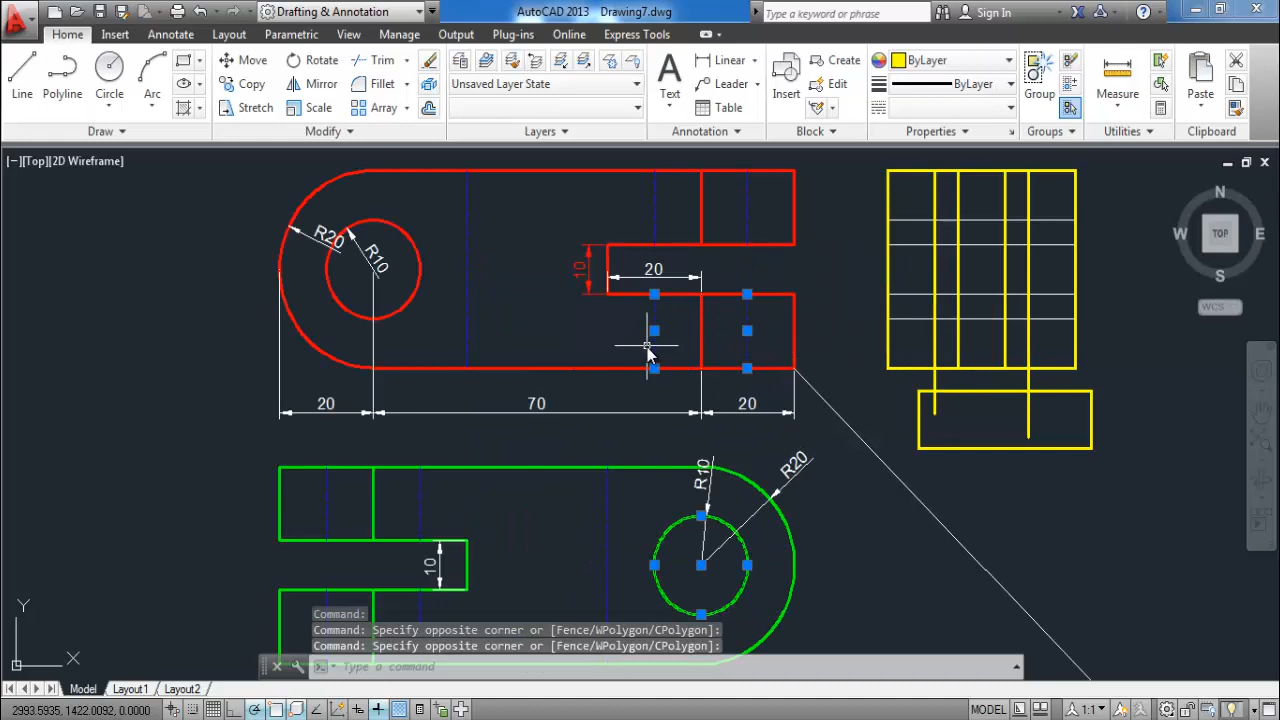 Drafting & Annotation
AutoCAD 2013 Drawing7.dwg
Type a keyword or phrase
Sign In
Home Insert Annotate Layout Parametric View Manage Output Plug-ins Online Express Tools
Line
Polyline
Circle
Arc
Draw
Move
Rotate
Trim
Copy
Mirror
Fillet
Stretch
Scale
Array
Modify
Unsaved Layer State
Layers
Text
Linear
Leader
Table
Annotation
Insert
Create
Edit
Block
ByLayer
ByLayer
Properties
Group
Groups
Measure
Utilities
Paste
Clipboard
[−][Top][2D Wireframe]
N
W
TOP
E
S
WCS
R20
R10
10
20
20
70
20
R10
R20
10
Y
X
Command:
Command: Specify opposite corner or [Fence/WPolygon/CPolygon]:
Command: Specify opposite corner or [Fence/WPolygon/CPolygon]:
Type a command
Model Layout1 Layout2
2993.5935, 1422.0092, 0.0000
MODEL
1:1